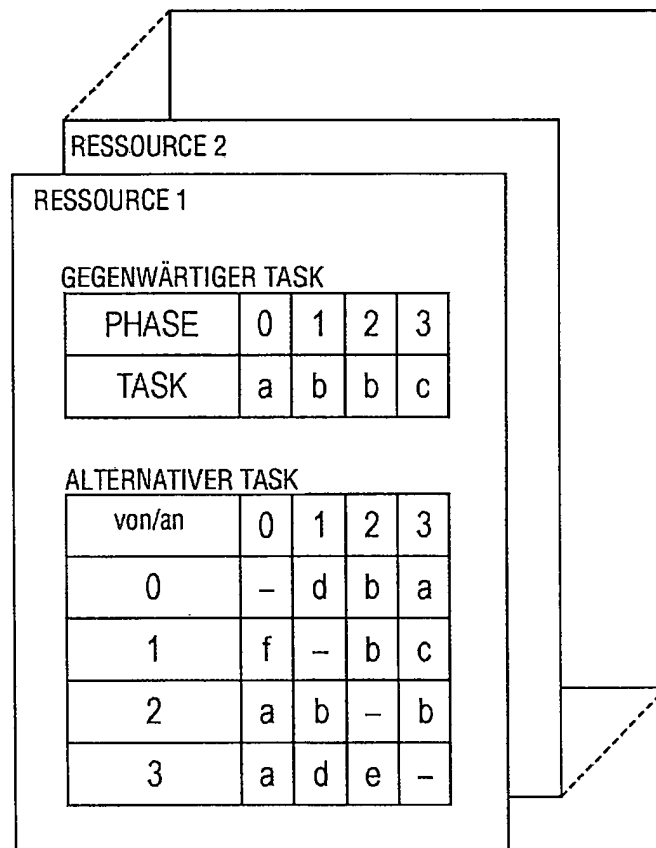 RESSOURCE 2
RESSOURCE 1
GEGENWÄRTIGER TASK
PHASE 0 1 2 3
TASK a b b c
ALTERNATIVER TASK
von/an 0 1 2 3
0 – d b a
1 f – b c
2 a b – b
3 a d e –